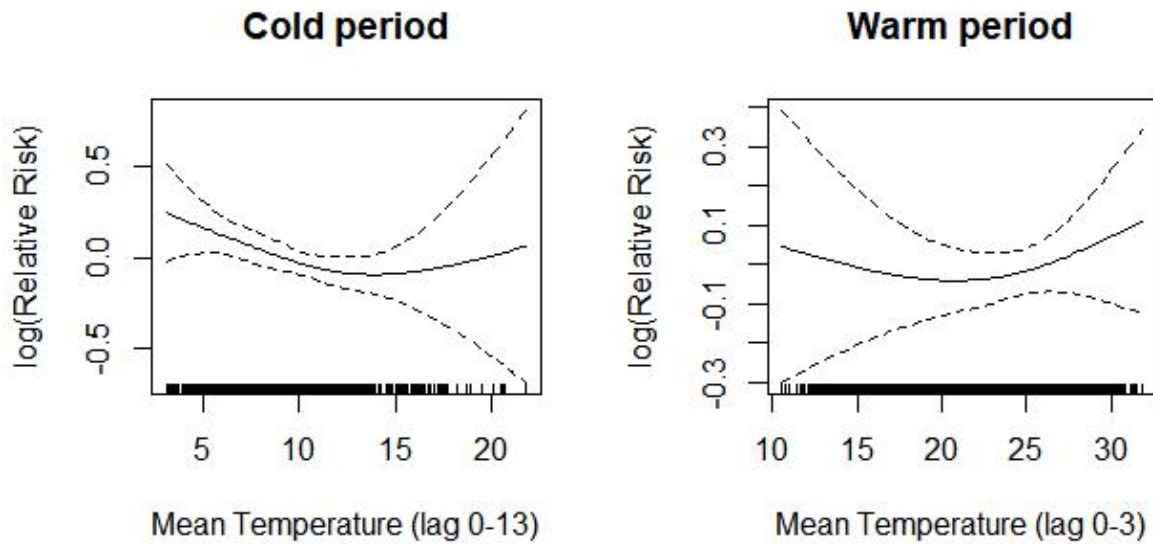 Cold period
log(Relative Risk)
0.5
0.0
-0.5
5 10 15 20
Mean Temperature (lag 0-13)
Warm period
log(Relative Risk)
0.3
0.1
-0.1
-0.3
10 15 20 25 30
Mean Temperature (lag 0-3)